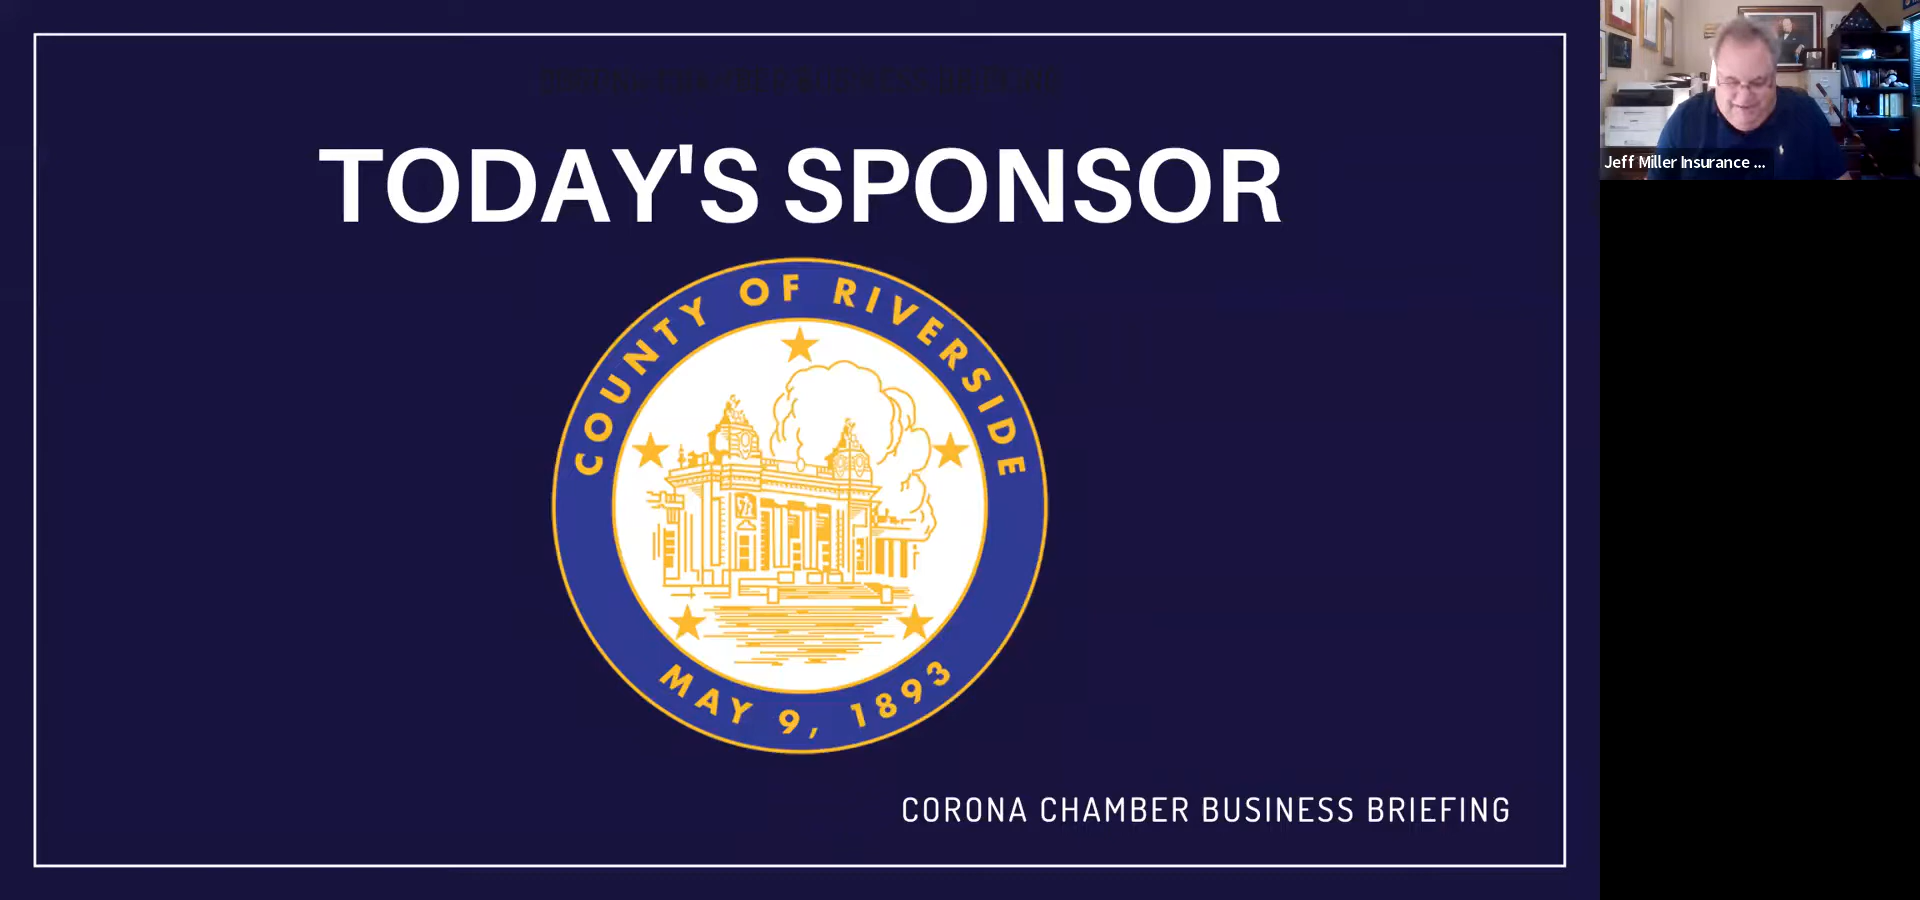 TODAY'S SPONSOR
COUNTY OF RIVERSIDE
MAY 9, 1893
CORONA CHAMBER BUSINESS BRIEFING
Jeff Miller Insurance ...